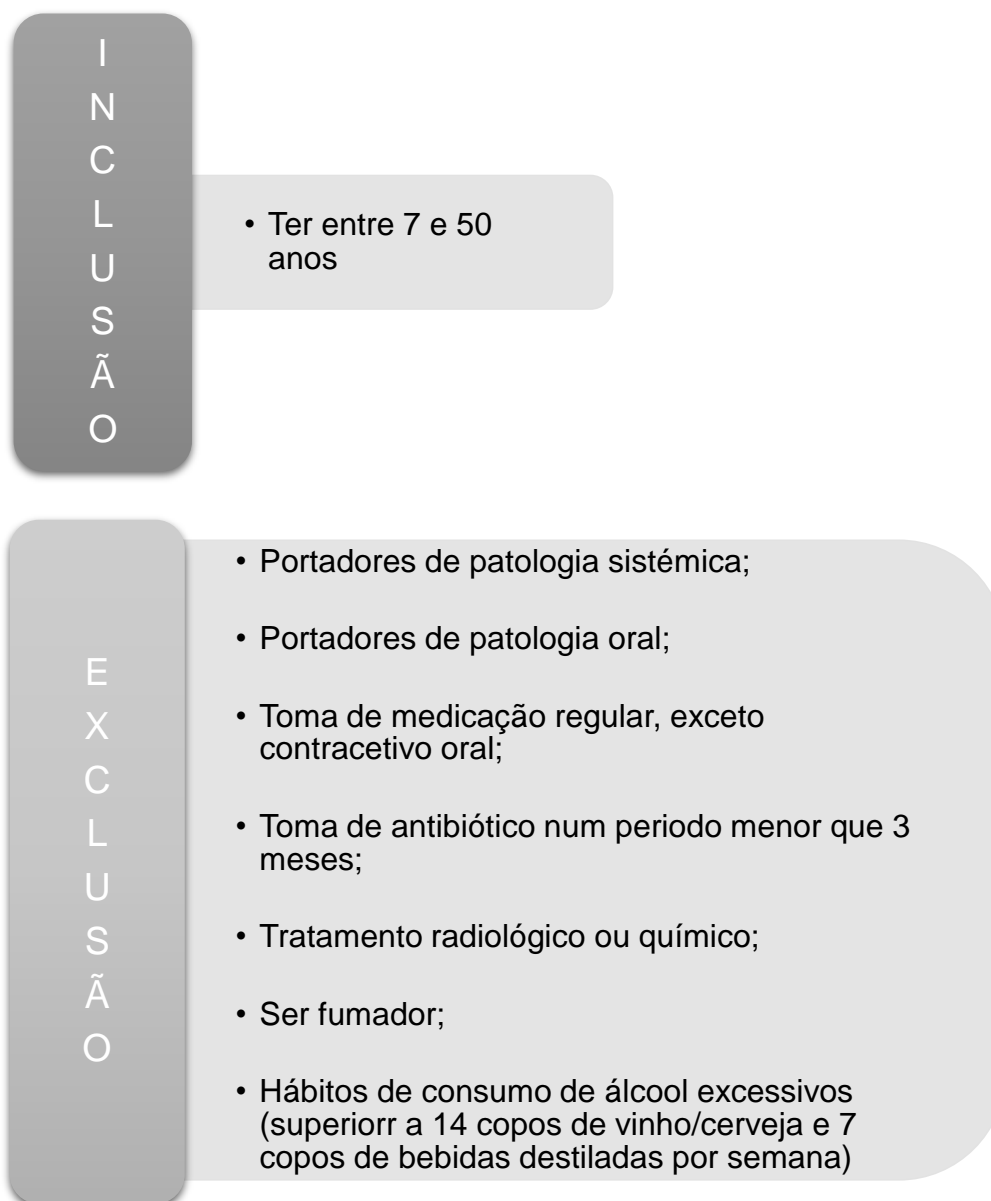 INCLUSÃO
• Ter entre 7 e 50
anos
EXCLUSÃO
• Portadores de patologia sistémica;
• Portadores de patologia oral;
• Toma de medicação regular, exceto
contracetivo oral;
• Toma de antibiótico num periodo menor que 3
meses;
• Tratamento radiológico ou químico;
• Ser fumador;
• Hábitos de consumo de álcool excessivos
(superiorr a 14 copos de vinho/cerveja e 7
copos de bebidas destiladas por semana)